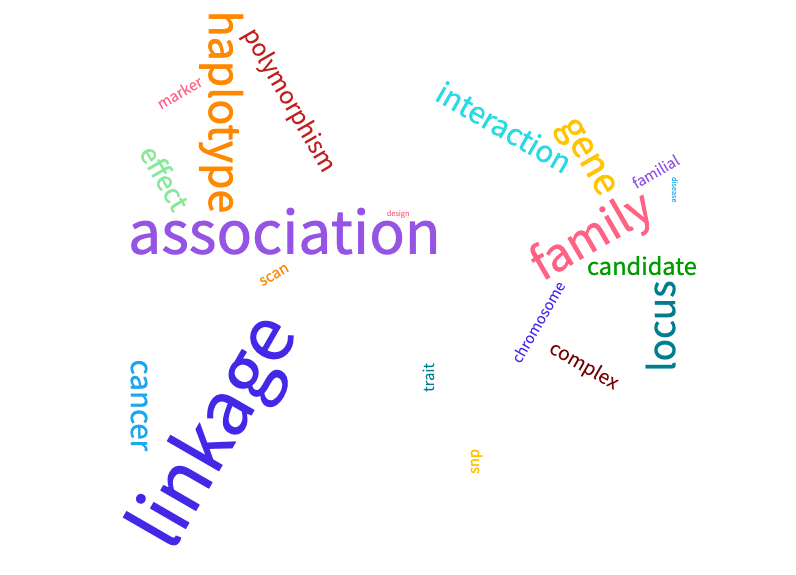 haplotype
polymorphism
marker
interaction
gene
effect
familial
disease
association
design
family
candidate
scan
chromosome
locus
linkage
complex
trait
cancer
snp